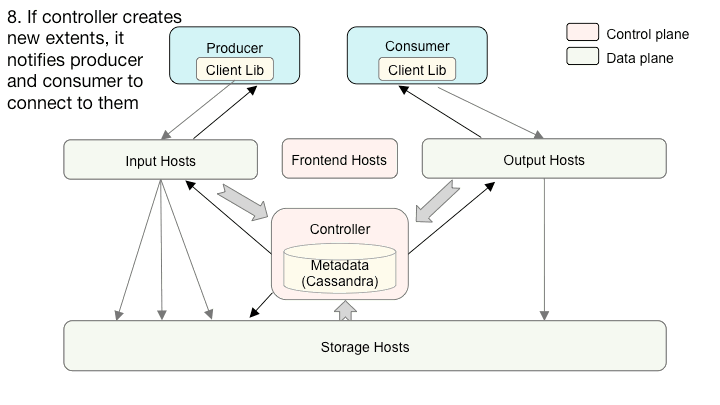 8. If controller creates
new extents, it
notifies producer
and consumer to
connect to them
Producer
Client Lib
Consumer
Client Lib
Control plane
Data plane
Input Hosts
Frontend Hosts
Output Hosts
Controller
Metadata
(Cassandra)
Storage Hosts